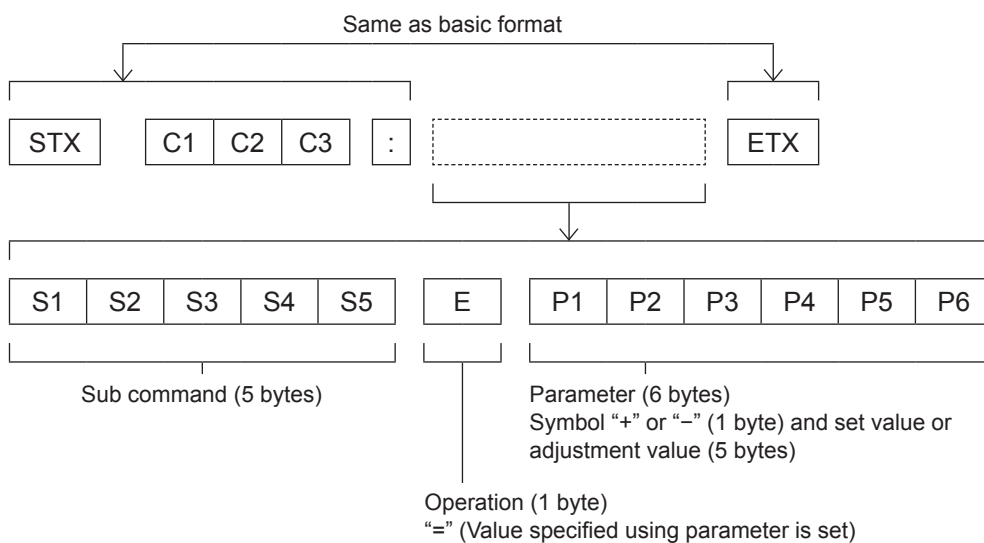 Same as basic format
STX C1 C2 C3 : ETX
S1 S2 S3 S4 S5 E P1 P2 P3 P4 P5 P6
Sub command (5 bytes)
Parameter (6 bytes)
Symbol “+” or “−” (1 byte) and set value or
adjustment value (5 bytes)
Operation (1 byte)
“=” (Value specified using parameter is set)